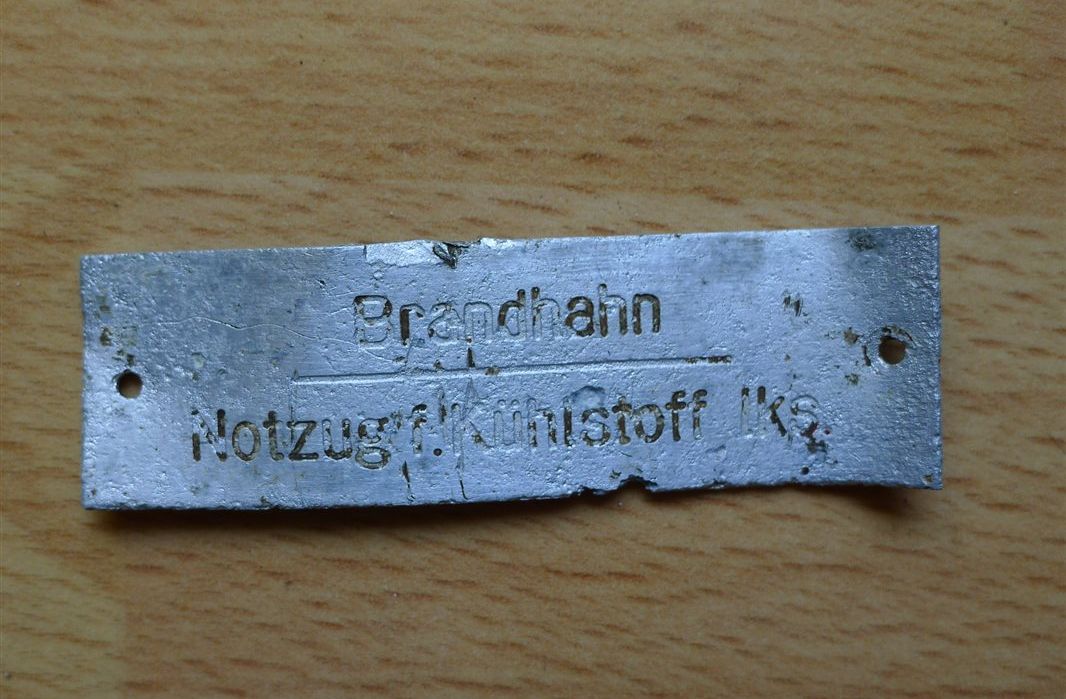 Brandhahn
Notzug f. Kühlstoff lks.